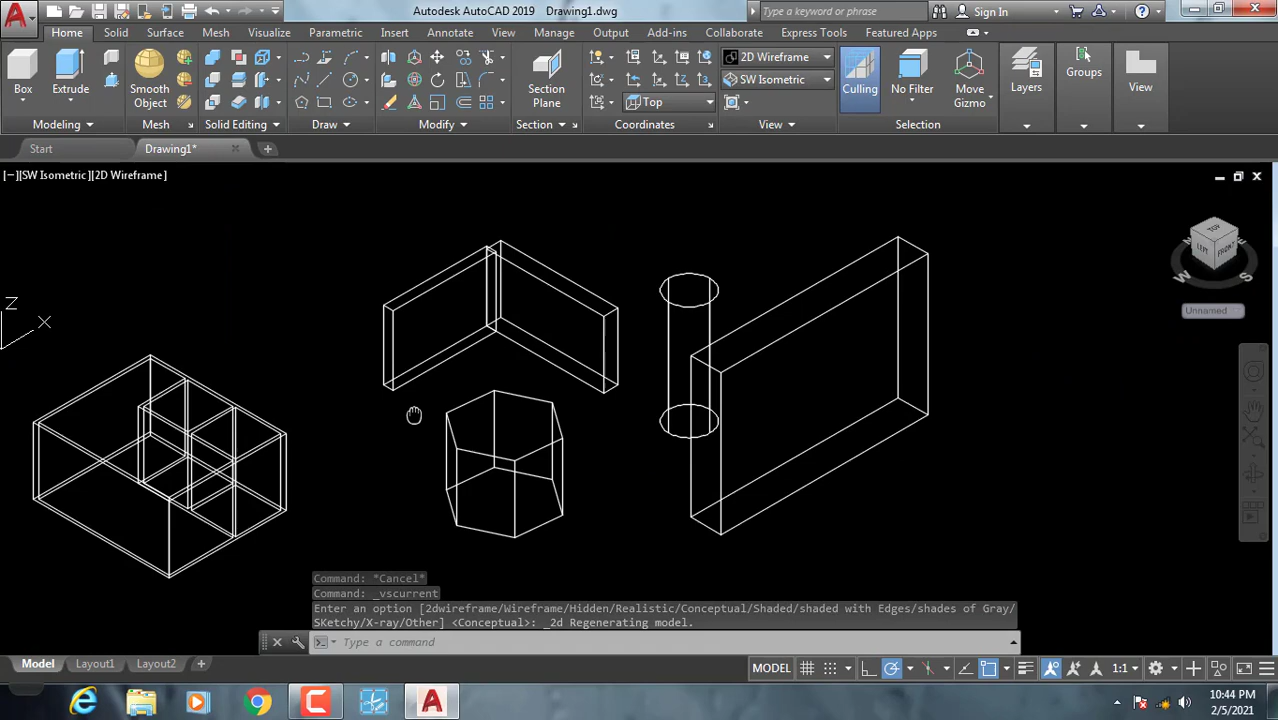 Autodesk AutoCAD 2019 Drawing1.dwg
Type a keyword or phrase
Sign In
Home Solid Surface Mesh Visualize Parametric Insert Annotate View Manage Output Add-ins Collaborate Express Tools Featured Apps
Box
Extrude
Smooth
Object
Section
Plane
2D Wireframe
SW Isometric
Top
Culling
No Filter
Move
Gizmo
Layers
Groups
View
Modeling
Mesh
Solid Editing
Draw
Modify
Section
Coordinates
View
Selection
Start
Drawing1*
[−][SW Isometric][2D Wireframe]
TOP
LEFT
FRONT
W
S
Unnamed
Z
X
Command: *Cancel*
Command: _vscurrent
Enter an option [2dwireframe/Wireframe/Hidden/Realistic/Conceptual/Shaded/shaded with Edges/shades of Gray/
SKetchy/X-ray/Other] <Conceptual>: _2d Regenerating model.
Type a command
Model
Layout1
Layout2
MODEL
1:1
10:44 PM
2/5/2021